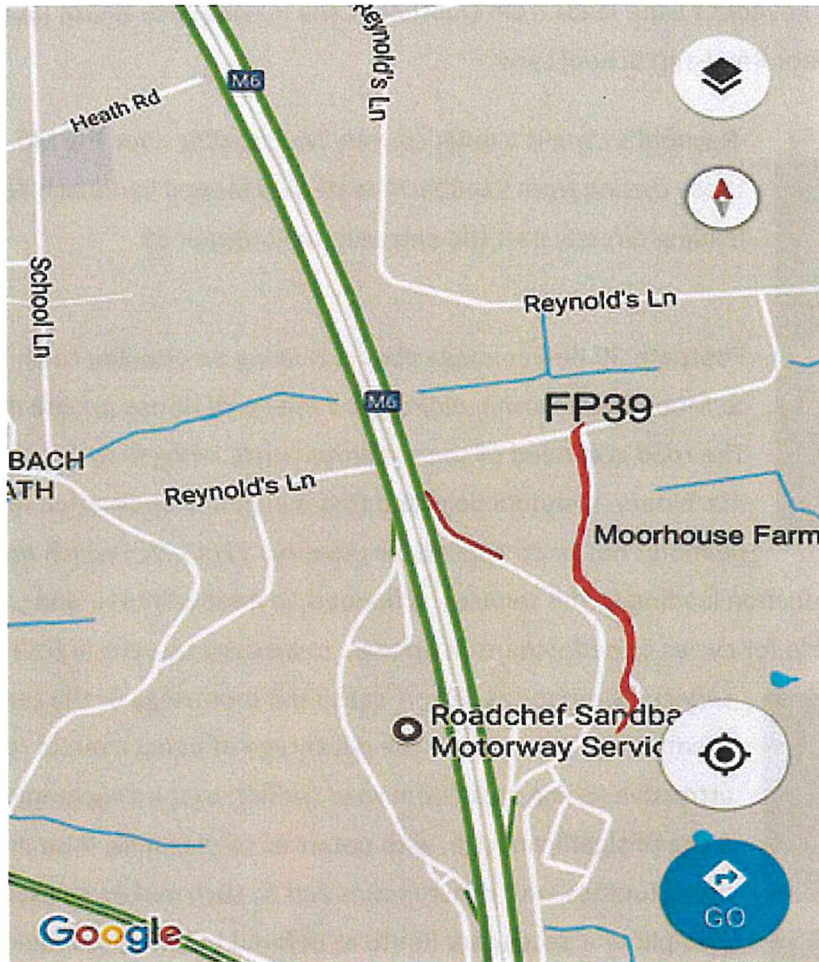 M6
Reynold's Ln
Heath Rd
School Ln
Reynold's Ln
M6
FP39
BACH
ATH
Reynold's Ln
Moorhouse Farm
Roadchef Sandba
Motorway Servic
GO
Google